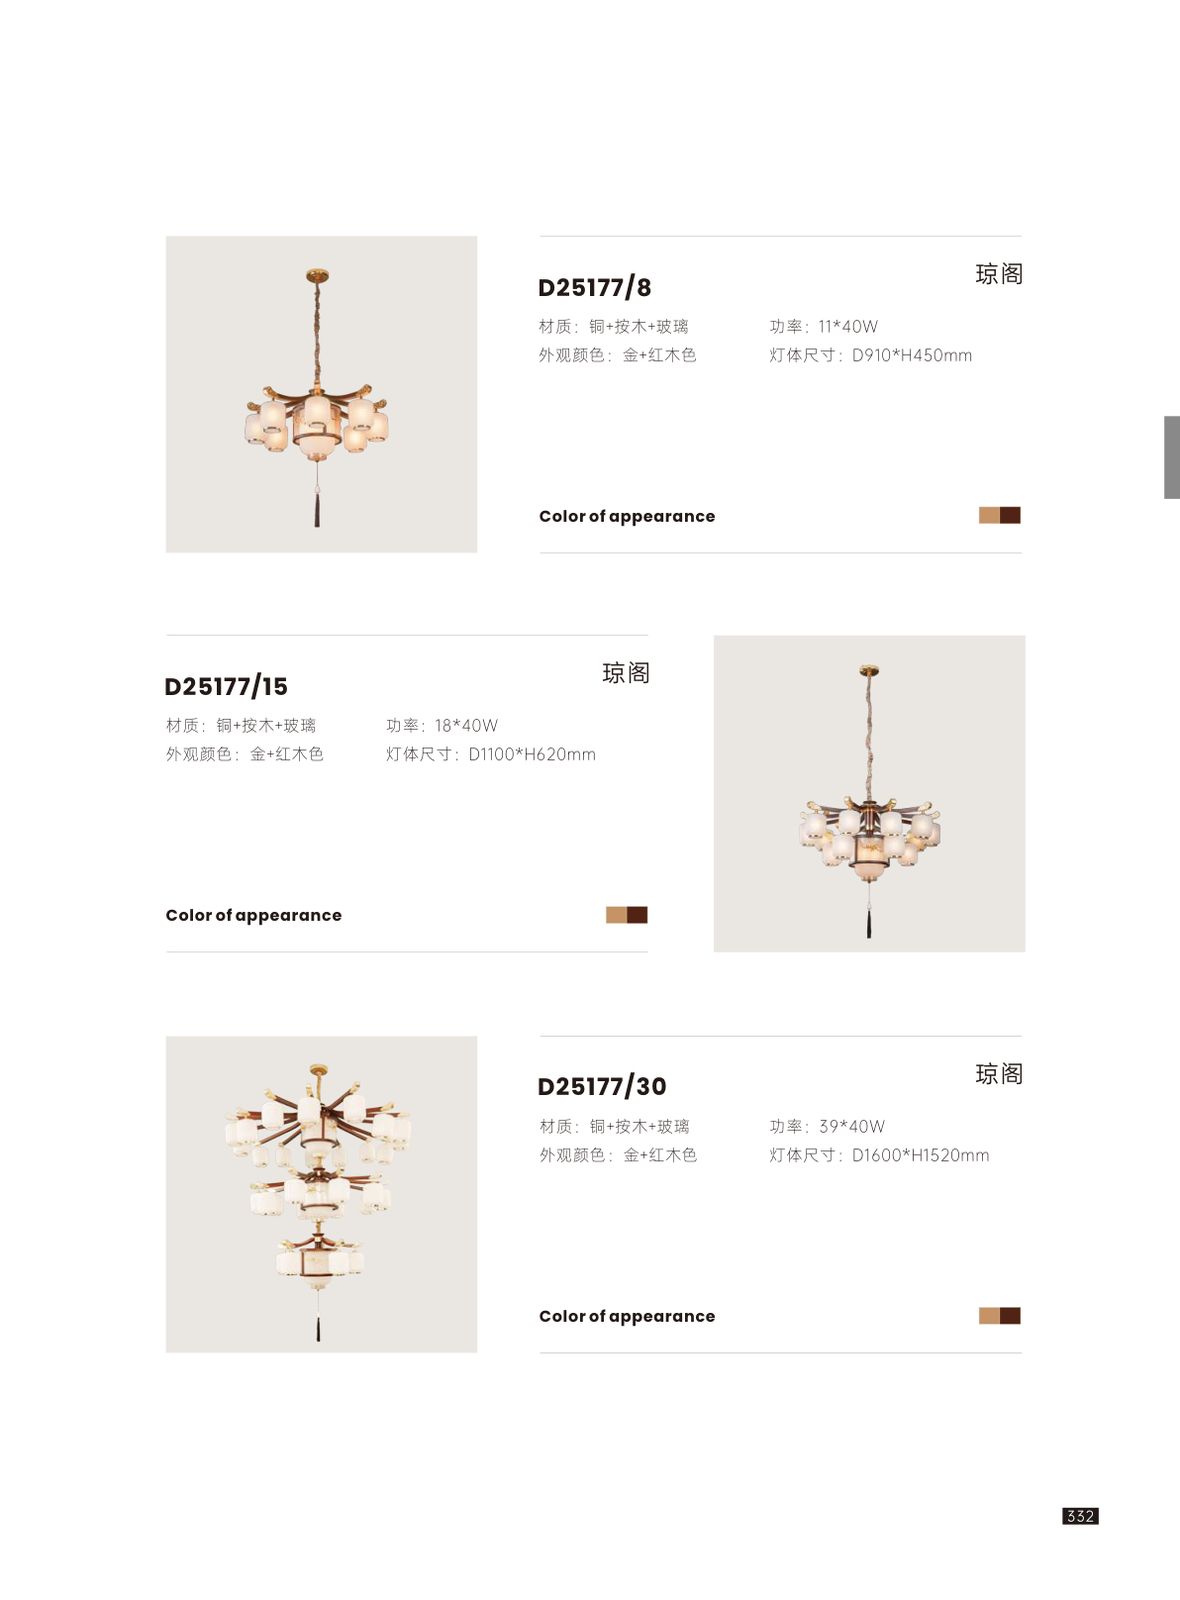 琼阁
D25177/8
材质：铜+按木+玻璃
功率：11*40W
外观颜色：金+红木色
灯体尺寸：D910*H450mm
Color of appearance
琼阁
D25177/15
材质：铜+按木+玻璃
功率：18*40W
外观颜色：金+红木色
灯体尺寸：D1100*H620mm
Color of appearance
琼阁
D25177/30
材质：铜+按木+玻璃
功率：39*40W
外观颜色：金+红木色
灯体尺寸：D1600*H1520mm
Color of appearance
332